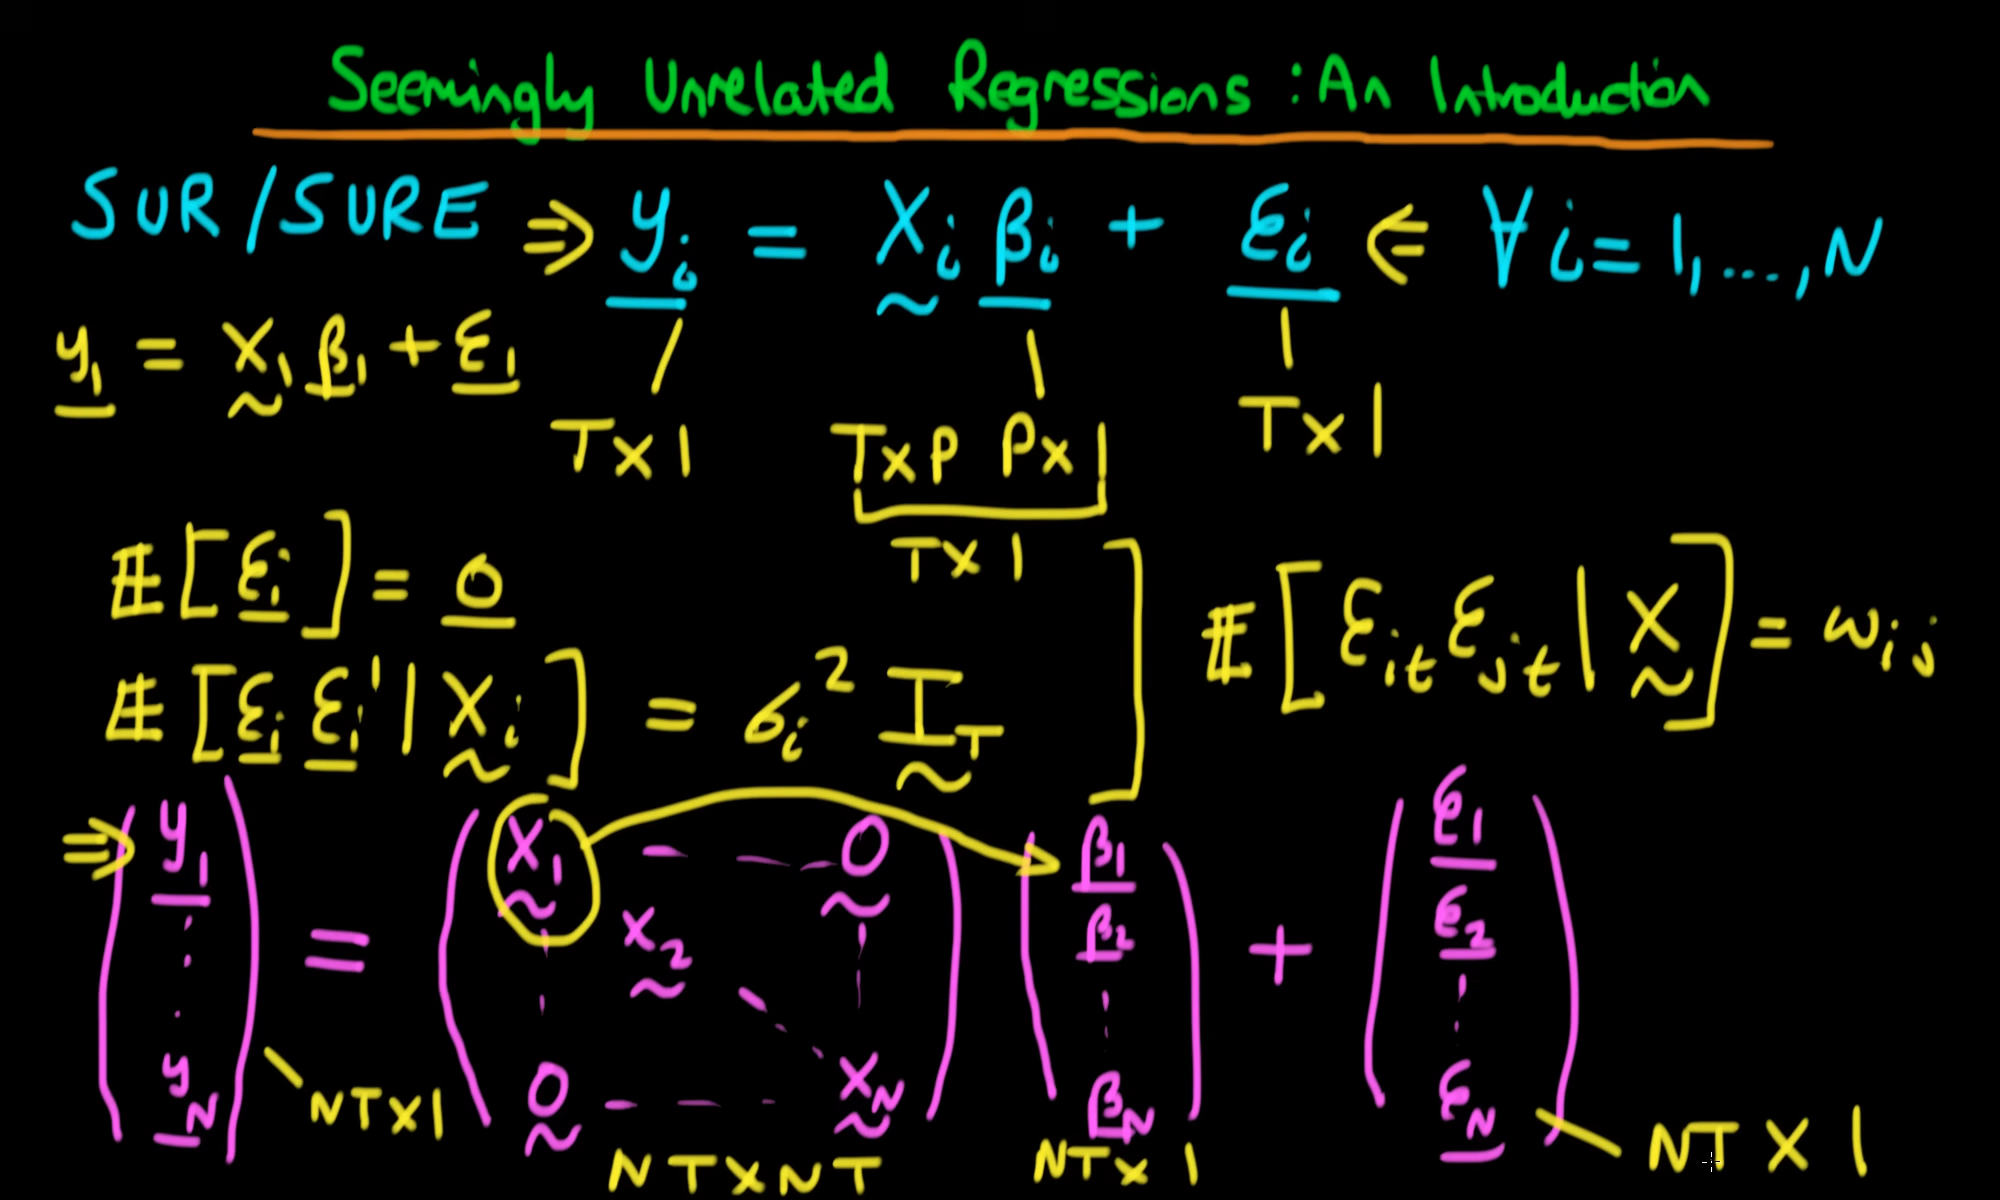 Seemingly Unrelated Regressions : An Introduction
SUR/SURE ⇒ y_i = X_i β_i + ε_i ⇐ ∀ i = 1, ..., N
y_1 = X_1 β_1 + ε_1
T×1 T×P P×1 T×1
T×1
E[ε_i] = 0
E[ε_i ε_i' | X_i] = σ_i² I_T ] E[ε_it ε_jt | X] = ω_ij
⇒ ( y_1 ⋮ y_N ) = ( X_1 --- 0 ⋮ X_2 ⋱ ⋮ 0 --- X_N ) ( β_1 β_2 ⋮ β_N ) + ( ε_1 ε_2 ⋮ ε_N )
NT×1 NT×NT NT×1 NT×1